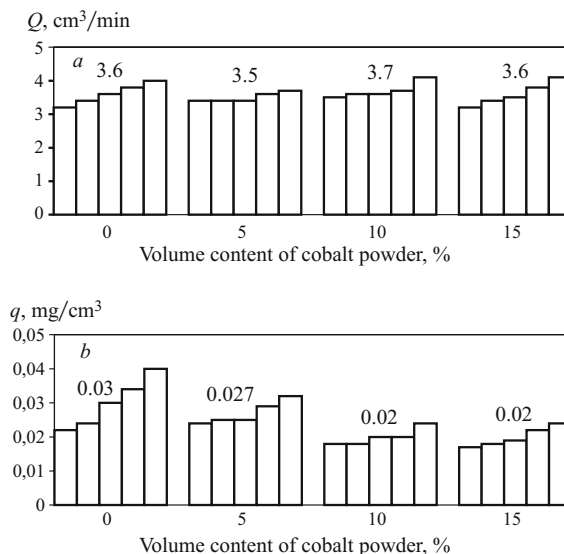 Q, cm³/min
5
a
3.6 3.5 3.7 3.6
4
3
2
1
0
0 5 10 15
Volume content of cobalt powder, %
q, mg/cm³
0,05
b
0.03 0.027 0.02 0.02
0,04
0,03
0,02
0,01
0
0 5 10 15
Volume content of cobalt powder, %